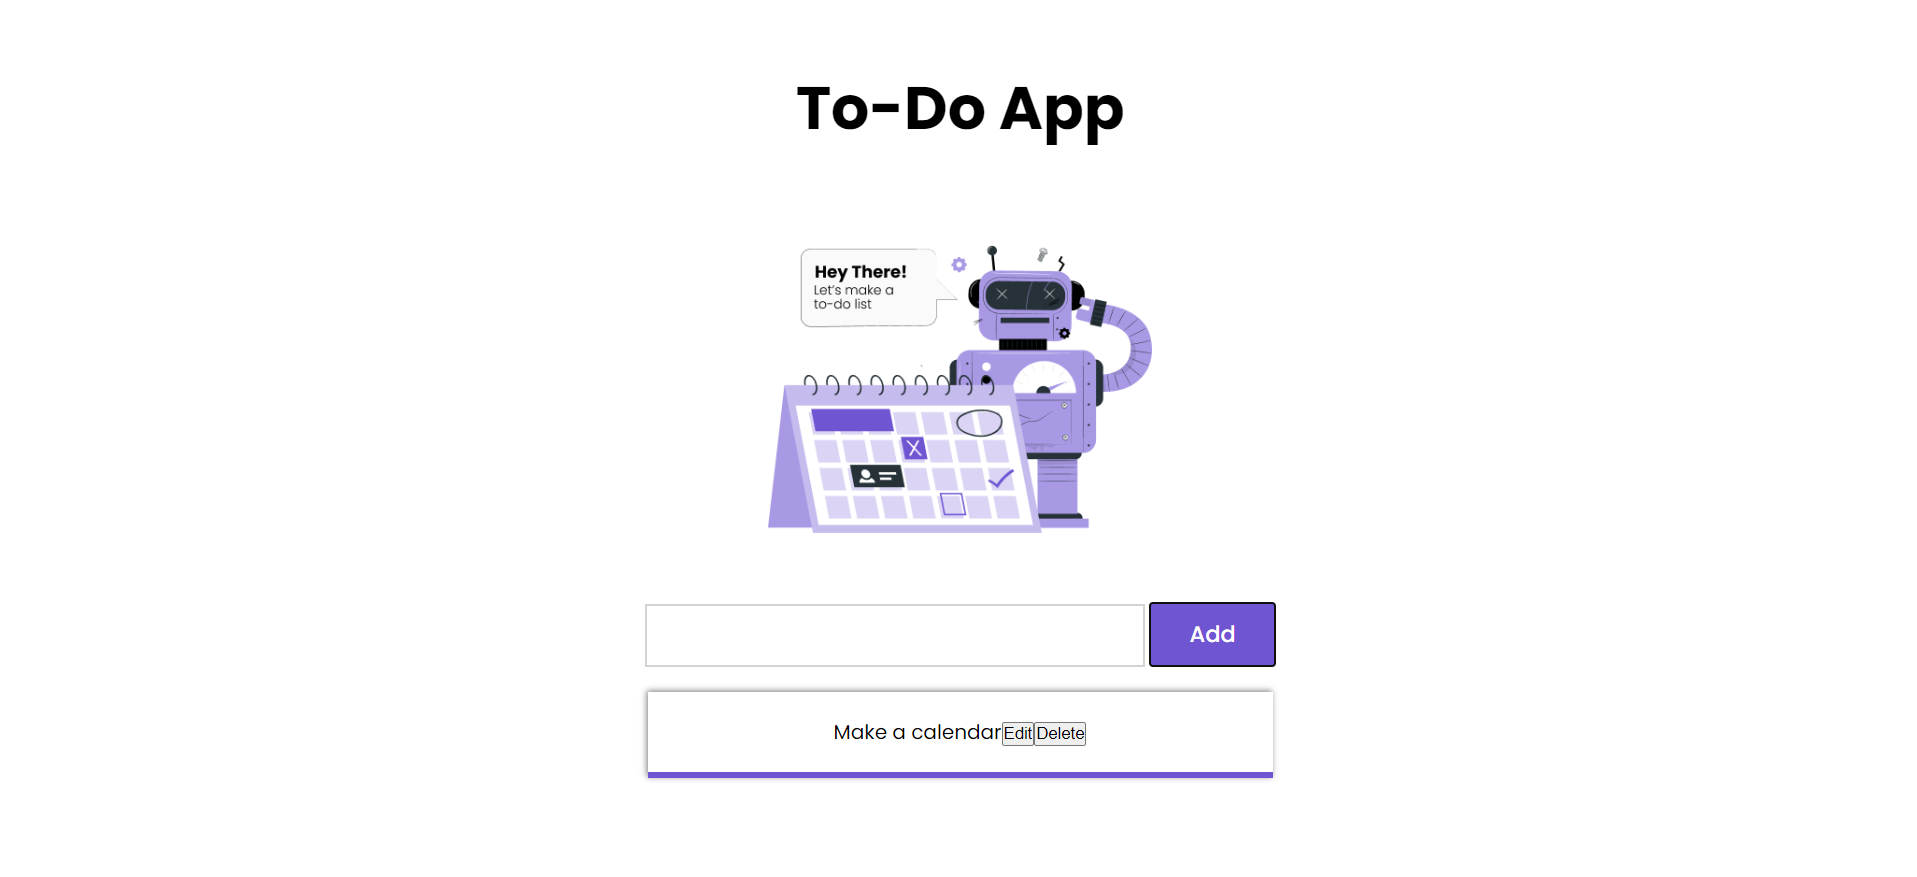 To-Do App
Hey There!
Let's make a
to-do list
Add
Make a calendar Edit Delete